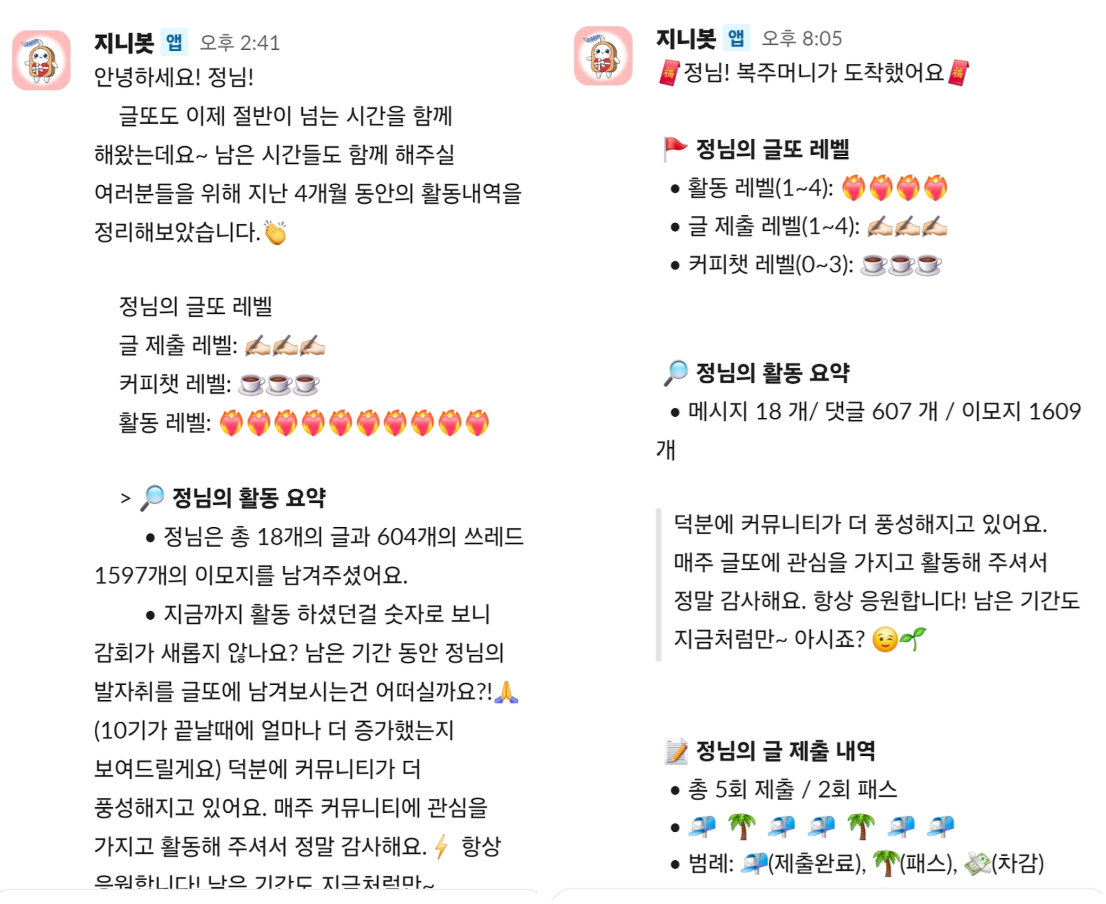 지니봇 앱 오후 2:41
안녕하세요! 정님!
글또도 이제 절반이 넘는 시간을 함께
해왔는데요~ 남은 시간들도 함께 해주실
여러분들을 위해 지난 4개월 동안의 활동내역을
정리해보았습니다.👏
정님의 글또 레벨
글 제출 레벨: ✍🏻✍🏻✍🏻
커피챗 레벨: ☕☕☕
활동 레벨: ❤️‍🔥❤️‍🔥❤️‍🔥❤️‍🔥❤️‍🔥❤️‍🔥❤️‍🔥❤️‍🔥❤️‍🔥❤️‍🔥
> 🔎 정님의 활동 요약
• 정님은 총 18개의 글과 604개의 쓰레드
1597개의 이모지를 남겨주셨어요.
• 지금까지 활동 하셨던걸 숫자로 보니
감회가 새롭지 않나요? 남은 기간 동안 정님의
발자취를 글또에 남겨보시는건 어떠실까요?!🙏
(10기가 끝날때에 얼마나 더 증가했는지
보여드릴게요) 덕분에 커뮤니티가 더
풍성해지고 있어요. 매주 커뮤니티에 관심을
가지고 활동해 주셔서 정말 감사해요.⚡ 항상
응원합니다! 남은 기간도 지금처럼만~
지니봇 앱 오후 8:05
🧧정님! 복주머니가 도착했어요🧧
🚩 정님의 글또 레벨
• 활동 레벨(1~4): ❤️‍🔥❤️‍🔥❤️‍🔥❤️‍🔥
• 글 제출 레벨(1~4): ✍🏻✍🏻✍🏻
• 커피챗 레벨(0~3): ☕☕☕
🔎 정님의 활동 요약
• 메시지 18 개/ 댓글 607 개 / 이모지 1609
개
덕분에 커뮤니티가 더 풍성해지고 있어요.
매주 글또에 관심을 가지고 활동해 주셔서
정말 감사해요. 항상 응원합니다! 남은 기간도
지금처럼만~ 아시죠? 😉🌱
📝 정님의 글 제출 내역
• 총 5회 제출 / 2회 패스
• 📬 🌴 📬 📬 🌴 📬 📬
• 범례: 📬(제출완료), 🌴(패스), 💸(차감)